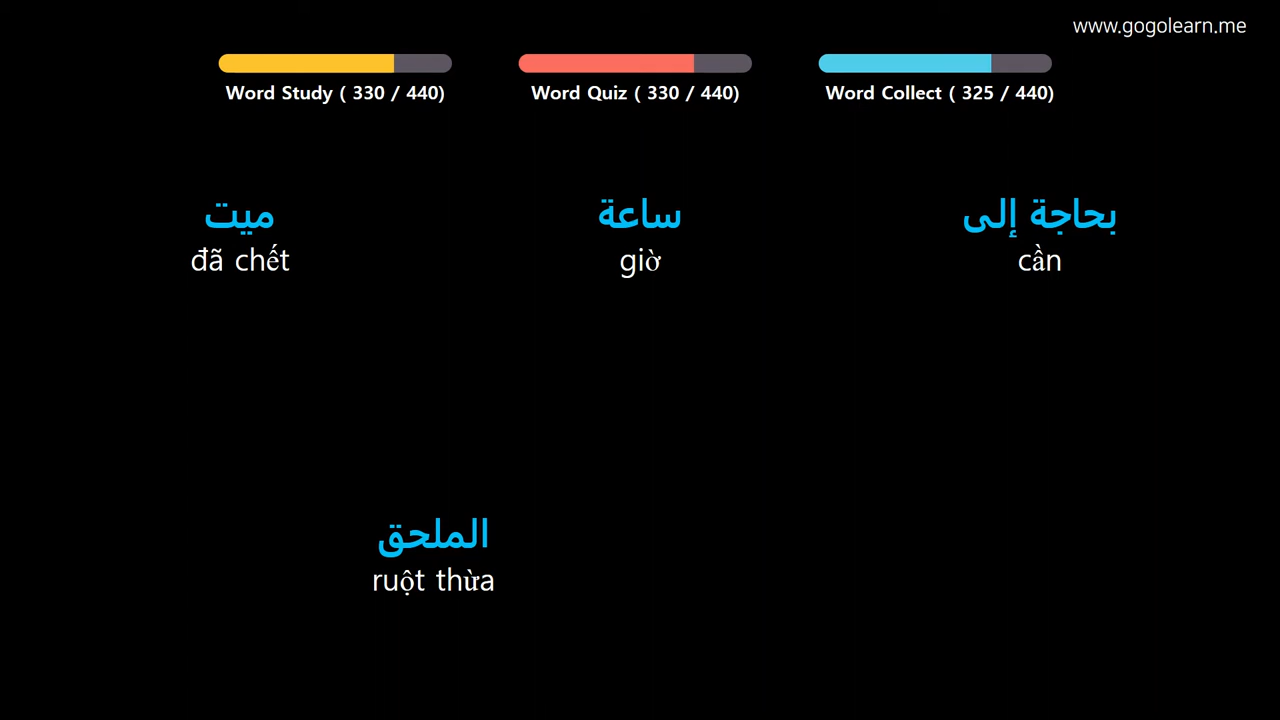 www.gogolearn.me
Word Study ( 330 / 440)
Word Quiz ( 330 / 440)
Word Collect ( 325 / 440)
ميت
đã chết
ساعة
giờ
بحاجة إلى
cần
الملحق
ruột thừa